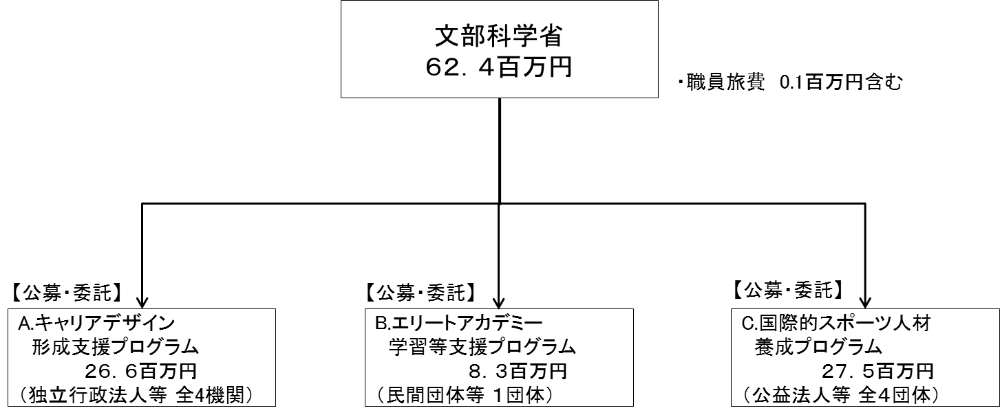 文部科学省
６２．４百万円
・職員旅費　0.1百万円含む
【公募・委託】
A.キャリアデザイン
形成支援プログラム
２６．６百万円
（独立行政法人等 全4機関）
【公募・委託】
B.エリートアカデミー
学習等支援プログラム
８．３百万円
（民間団体等 １団体）
【公募・委託】
C.国際的スポーツ人材
養成プログラム
２７．５百万円
（公益法人等 全４団体）